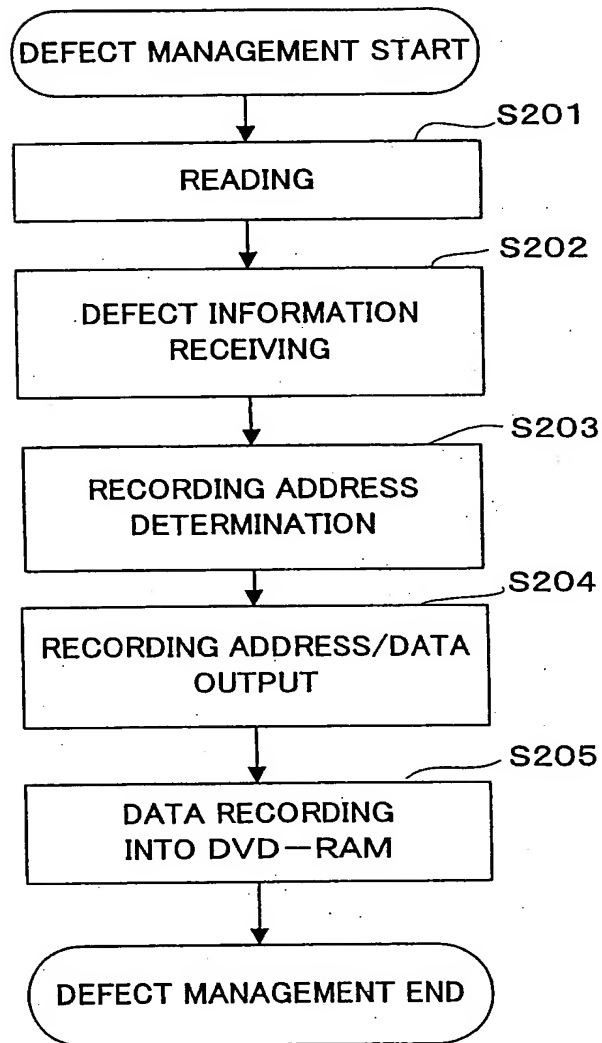 DEFECT MANAGEMENT START
S201
READING
S202
DEFECT INFORMATION
RECEIVING
S203
RECORDING ADDRESS
DETERMINATION
S204
RECORDING ADDRESS/DATA
OUTPUT
S205
DATA RECORDING
INTO DVD-RAM
DEFECT MANAGEMENT END